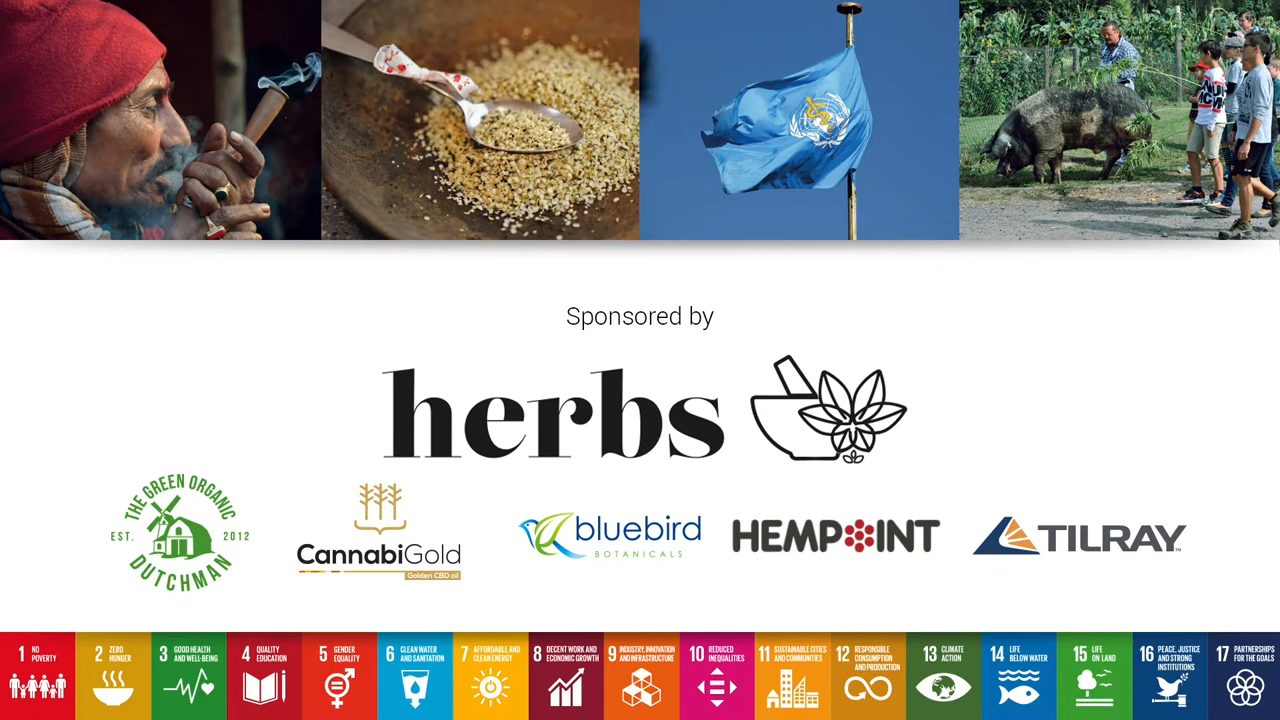 Sponsored by
herbs
THE GREEN ORGANIC
EST. 2012
DUTCHMAN
CannabiGold
Golden CBD oil
bluebird
BOTANICALS
HEMPOINT
TILRAY™
1 NO
POVERTY
2 ZERO
HUNGER
3 GOOD HEALTH
AND WELL-BEING
4 QUALITY
EDUCATION
5 GENDER
EQUALITY
6 CLEAN WATER
AND SANITATION
7 AFFORDABLE AND
CLEAN ENERGY
8 DECENT WORK AND
ECONOMIC GROWTH
9 INDUSTRY, INNOVATION
AND INFRASTRUCTURE
10 REDUCED
INEQUALITIES
11 SUSTAINABLE CITIES
AND COMMUNITIES
12 RESPONSIBLE
CONSUMPTION
AND PRODUCTION
13 CLIMATE
ACTION
14 LIFE
BELOW WATER
15 LIFE
ON LAND
16 PEACE, JUSTICE
AND STRONG
INSTITUTIONS
17 PARTNERSHIPS
FOR THE GOALS